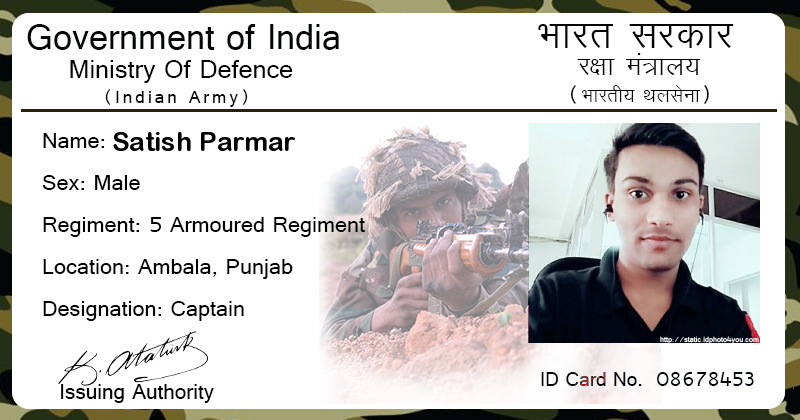 Government of India
Ministry Of Defence
(Indian Army)
भारत सरकार
रक्षा मंत्रालय
(भारतीय थलसेना)
Name: Satish Parmar
Sex: Male
Regiment: 5 Armoured Regiment
Location: Ambala, Punjab
Designation: Captain
K. Ataturk
Issuing Authority
http://static.idphoto4you.com
ID Card No. 08678453